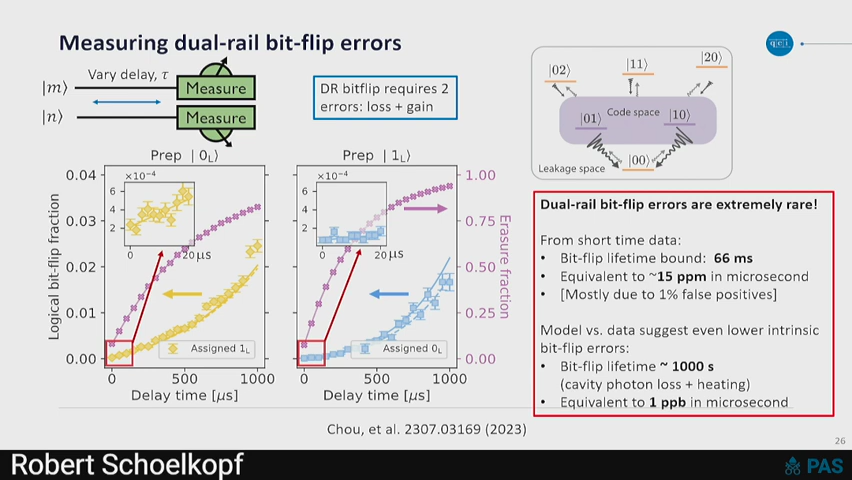 Measuring dual-rail bit-flip errors
qci
Vary delay, τ
|m⟩
Measure
|n⟩
Measure
DR bitflip requires 2
errors: loss + gain
|02⟩
|11⟩
|20⟩
Code space
|01⟩
|10⟩
Leakage space
|00⟩
Prep | 0L⟩
Prep | 1L⟩
Logical bit-flip fraction
0.04
0.03
0.02
0.01
0.00
×10⁻⁴
6
4
2
0
0
20 μs
Assigned 1L
0
500
1000
Delay time [μs]
×10⁻⁴
6
4
2
0
0
20 μs
Assigned 0L
0
500
1000
Delay time [μs]
1.00
0.75
0.50
0.25
0.00
Erasure fraction
Dual-rail bit-flip errors are extremely rare!
From short time data:
• Bit-flip lifetime bound: 66 ms
• Equivalent to ~15 ppm in microsecond
• [Mostly due to 1% false positives]
Model vs. data suggest even lower intrinsic
bit-flip errors:
• Bit-flip lifetime ~ 1000 s
(cavity photon loss + heating)
• Equivalent to 1 ppb in microsecond
Chou, et al. 2307.03169 (2023)
26
Robert Schoelkopf
PAS